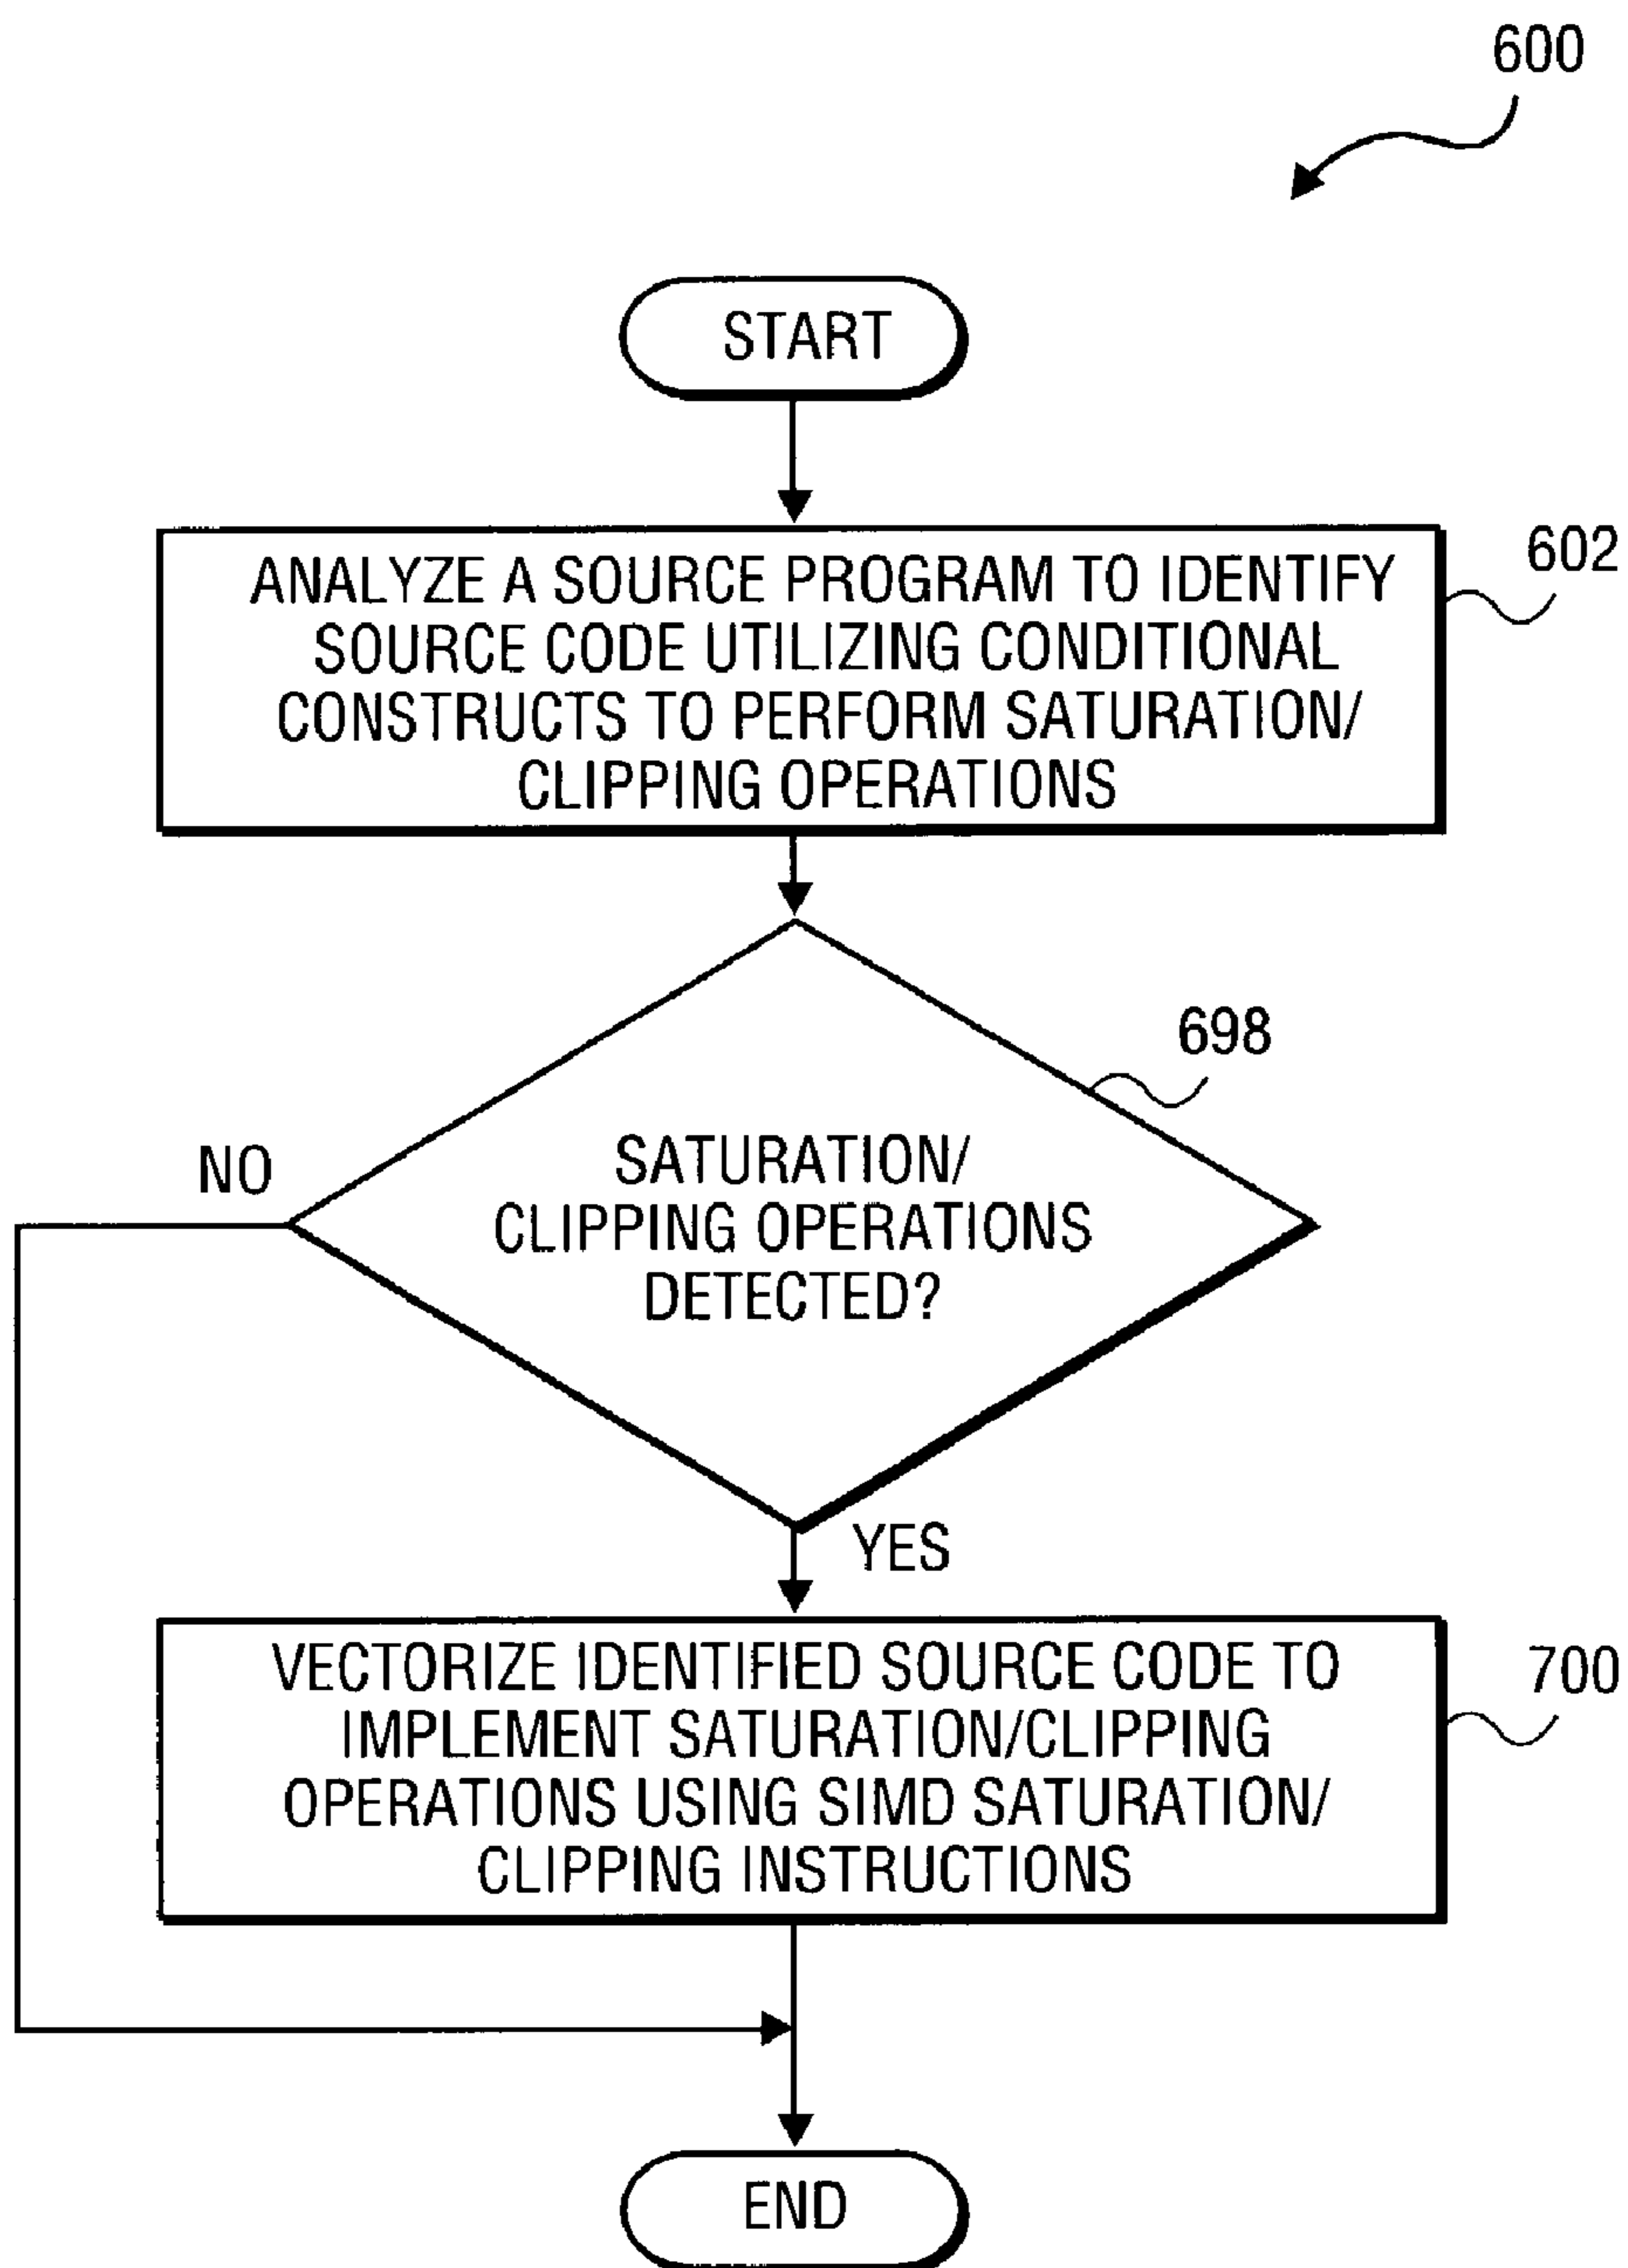 600
START
ANALYZE A SOURCE PROGRAM TO IDENTIFY
SOURCE CODE UTILIZING CONDITIONAL
CONSTRUCTS TO PERFORM SATURATION/
CLIPPING OPERATIONS
602
698
NO
SATURATION/
CLIPPING OPERATIONS
DETECTED?
YES
VECTORIZE IDENTIFIED SOURCE CODE TO
IMPLEMENT SATURATION/CLIPPING
OPERATIONS USING SIMD SATURATION/
CLIPPING INSTRUCTIONS
700
END